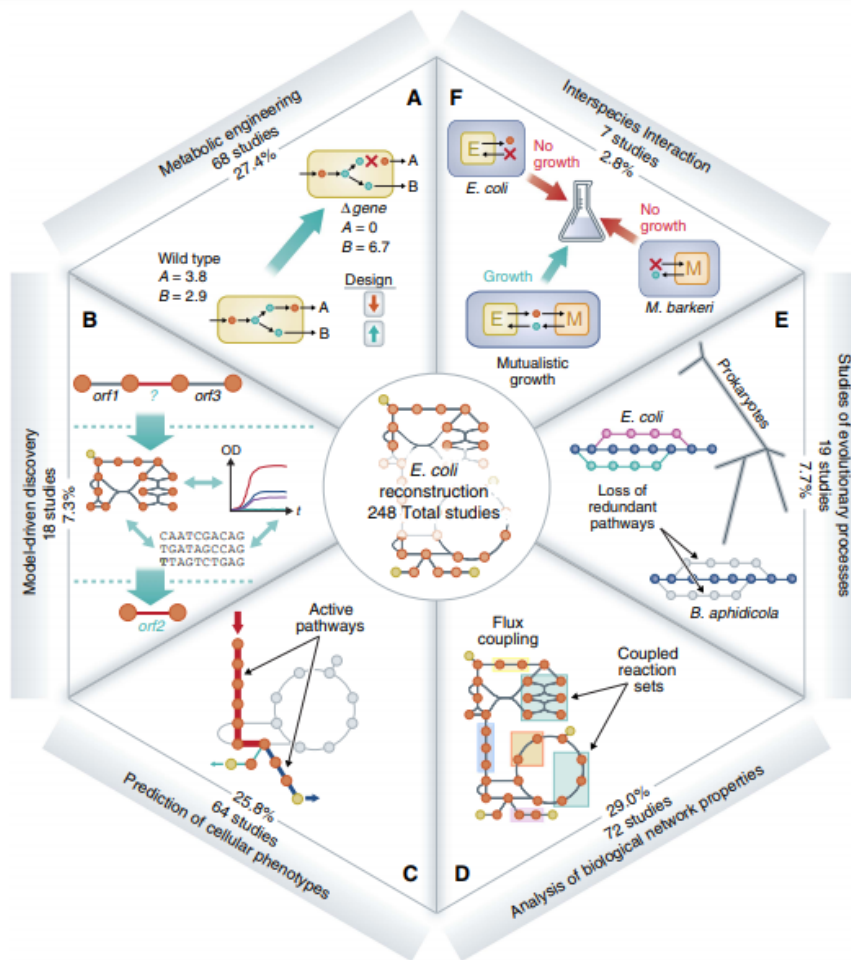 A
Metabolic engineering
68 studies
27.4%
A
B
Δ gene
A = 0
B = 6.7
Wild type
A = 3.8
B = 2.9
A
B
Design
F
Interspecies Interaction
7 studies
2.8%
E
No
growth
E. coli
No
growth
M
M. barkeri
Growth
E
M
Mutualistic
growth
B
Model-driven discovery
18 studies
7.3%
orf1
?
orf3
OD
t
CAATCGACAG
TGATAGCCAG
TTAGTCTGAG
orf2
E. coli
reconstruction
248 Total studies
E
Studies of evolutionary processes
19 studies
7.7%
Prokaryotes
E. coli
Loss of
redundant
pathways
B. aphidicola
Active
pathways
25.8%
64 studies
Prediction of cellular phenotypes
C
Flux
coupling
Coupled
reaction
sets
29.0%
72 studies
Analysis of biological network properties
D